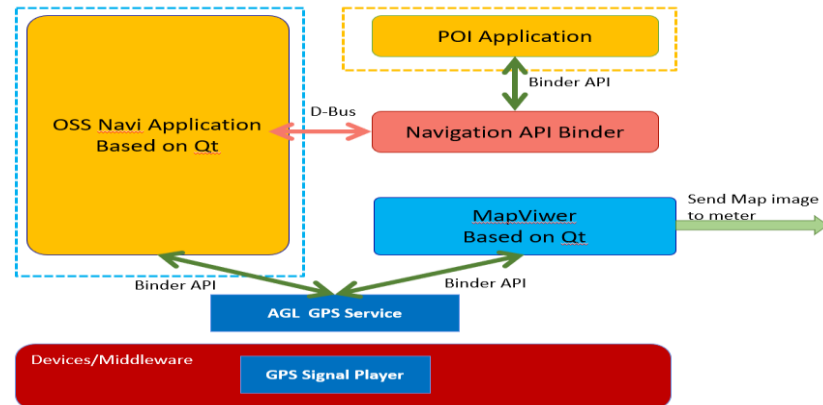 POI Application
Binder API
OSS Navi Application
Based on Qt
D-Bus
Navigation API Binder
MapViwer
Based on Qt
Send Map image
to meter
Binder API
Binder API
AGL GPS Service
Devices/Middleware
GPS Signal Player